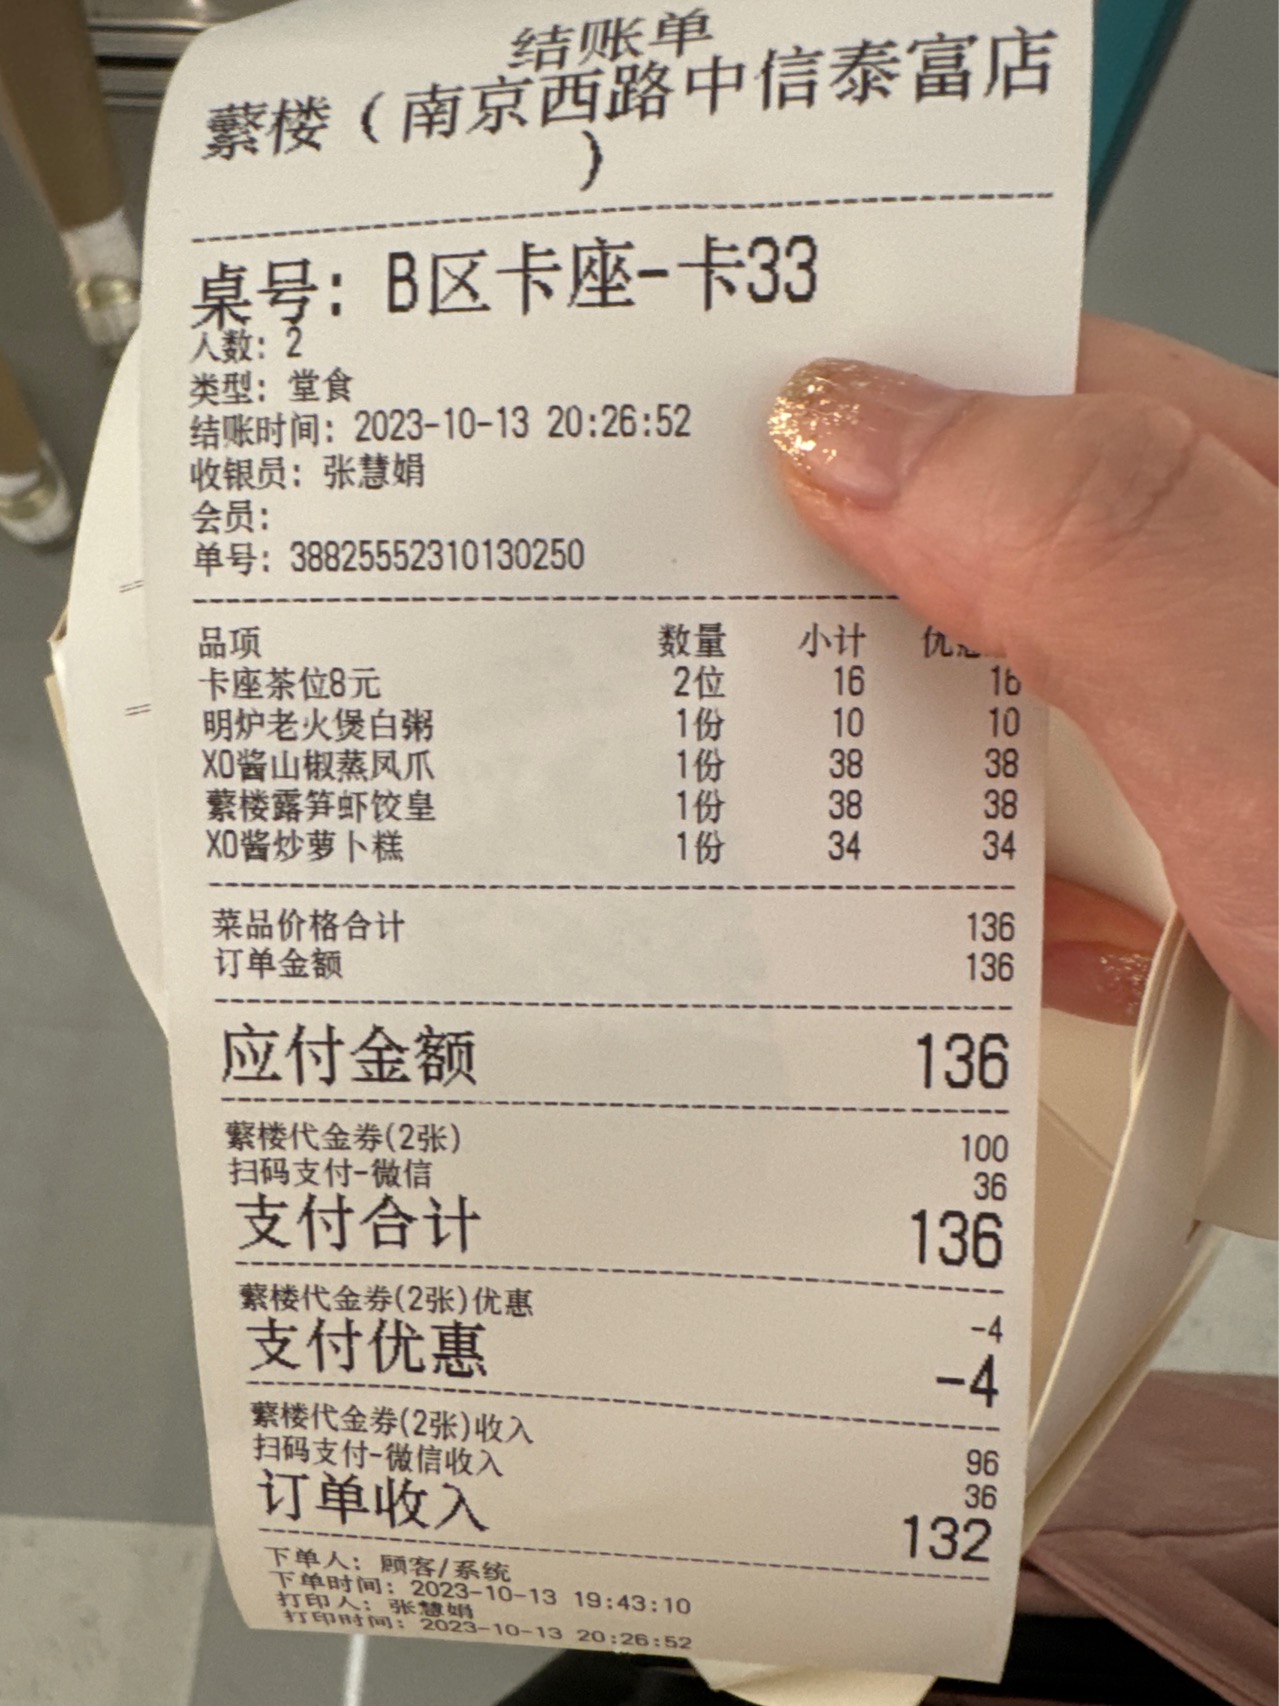 结账单
蘩楼（南京西路中信泰富店
）
桌号：B区卡座-卡33
人数：2
类型：堂食
结账时间：2023-10-13 20:26:52
收银员：张慧娟
会员：
单号：38825552310130250
品项 数量 小计 优
卡座茶位8元 2位 16 16
明炉老火煲白粥 1份 10 10
XO酱山椒蒸凤爪 1份 38 38
蘩楼露笋虾饺皇 1份 38 38
XO酱炒萝卜糕 1份 34 34
菜品价格合计 136
订单金额 136
应付金额 136
蘩楼代金券(2张) 100
扫码支付-微信 36
支付合计 136
蘩楼代金券(2张)优惠 -4
支付优惠 -4
蘩楼代金券(2张)收入 96
扫码支付-微信收入 36
订单收入 132
下单人：顾客/系统
下单时间：2023-10-13 19:43:10
打印人：张慧娟
打印时间：2023-10-13 20:26:52